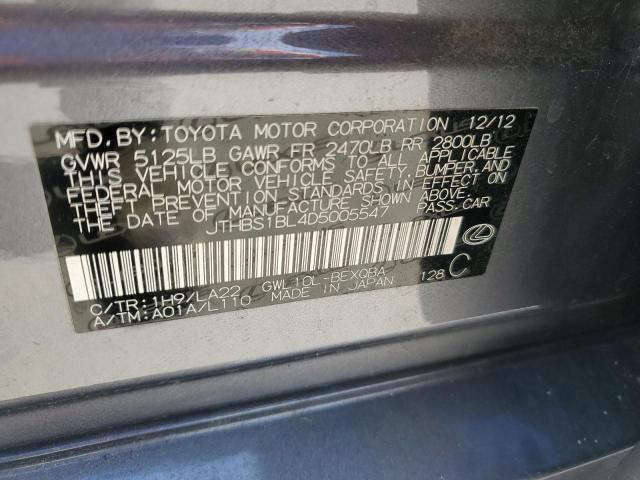 MFD.BY:TOYOTA MOTOR CORPORATION 12/12
GVWR 5125LB GAWR FR 2470LB RR 2800LB
THIS VEHICLE CONFORMS TO ALL APPLICABLE
FEDERAL MOTOR VEHICLE SAFETY, BUMPER, AND
THEFT PREVENTION STANDARDS IN EFFECT ON
THE DATE OF MANUFACTURE SHOWN ABOVE.
JTHBS1BL4D5005547 PASS.CAR
C/TR:1H9/LA22 GWL10L-BEXQBA 128 C
A/TM:A01A/L110 MADE IN JAPAN